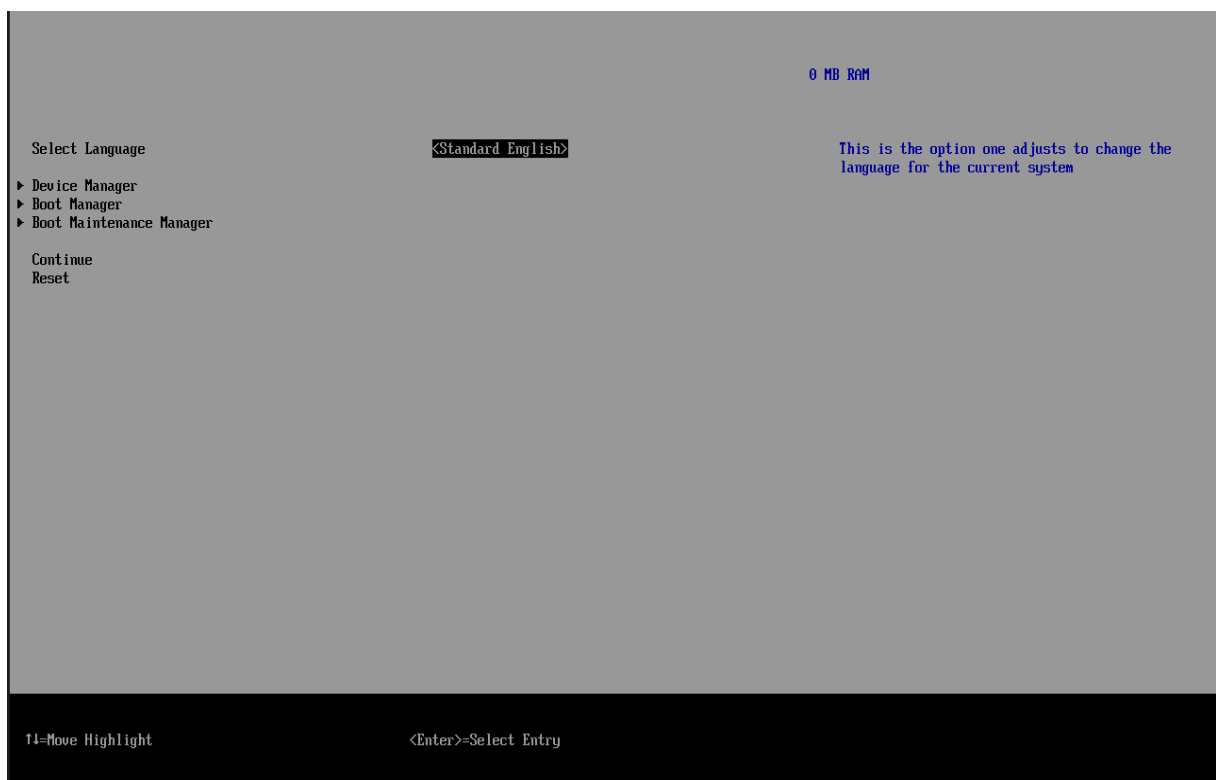 0 MB RAM
Select Language <Standard English> This is the option one adjusts to change the
language for the current system
▶ Device Manager
▶ Boot Manager
▶ Boot Maintenance Manager
Continue
Reset
↑↓=Move Highlight <Enter>=Select Entry